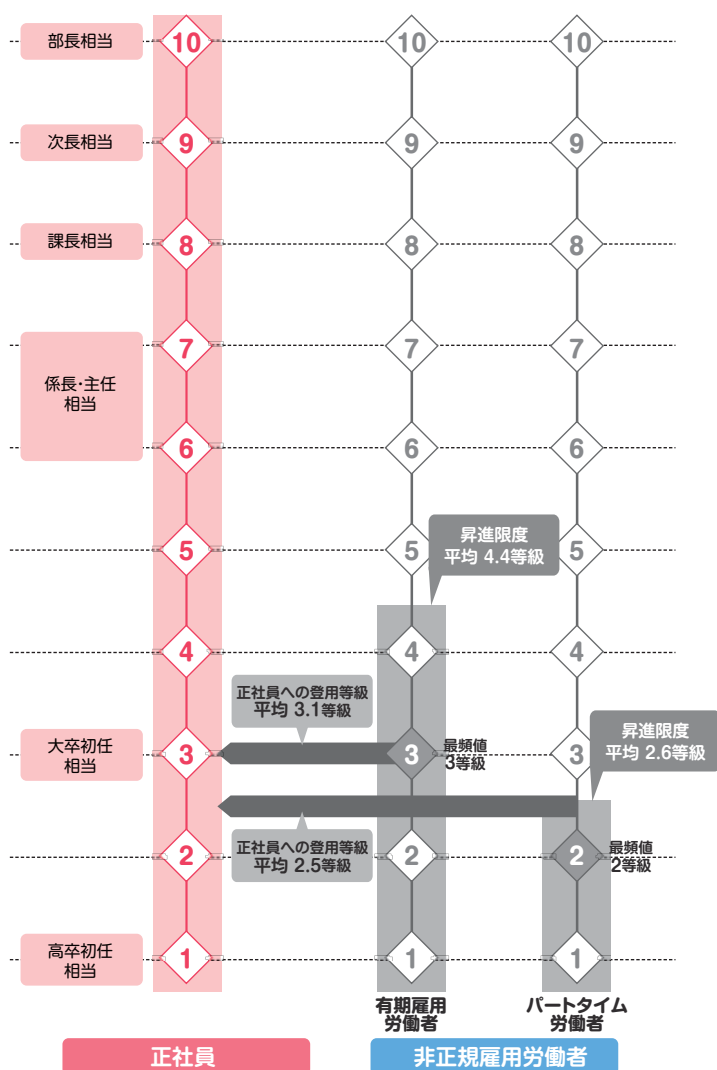 部長相当
10
10
10
次長相当
9
9
9
課長相当
8
8
8
7
7
7
係長・主任
相当
6
6
6
昇進限度
平均 4.4等級
5
5
5
4
4
4
正社員への登用等級
平均 3.1等級
昇進限度
平均 2.6等級
大卒初任
相当
3
3
最頻値
3等級
3
2
正社員への登用等級
平均 2.5等級
2
2
最頻値
2等級
高卒初任
相当
1
1
1
有期雇用
労働者
パートタイム
労働者
正社員
非正規雇用労働者